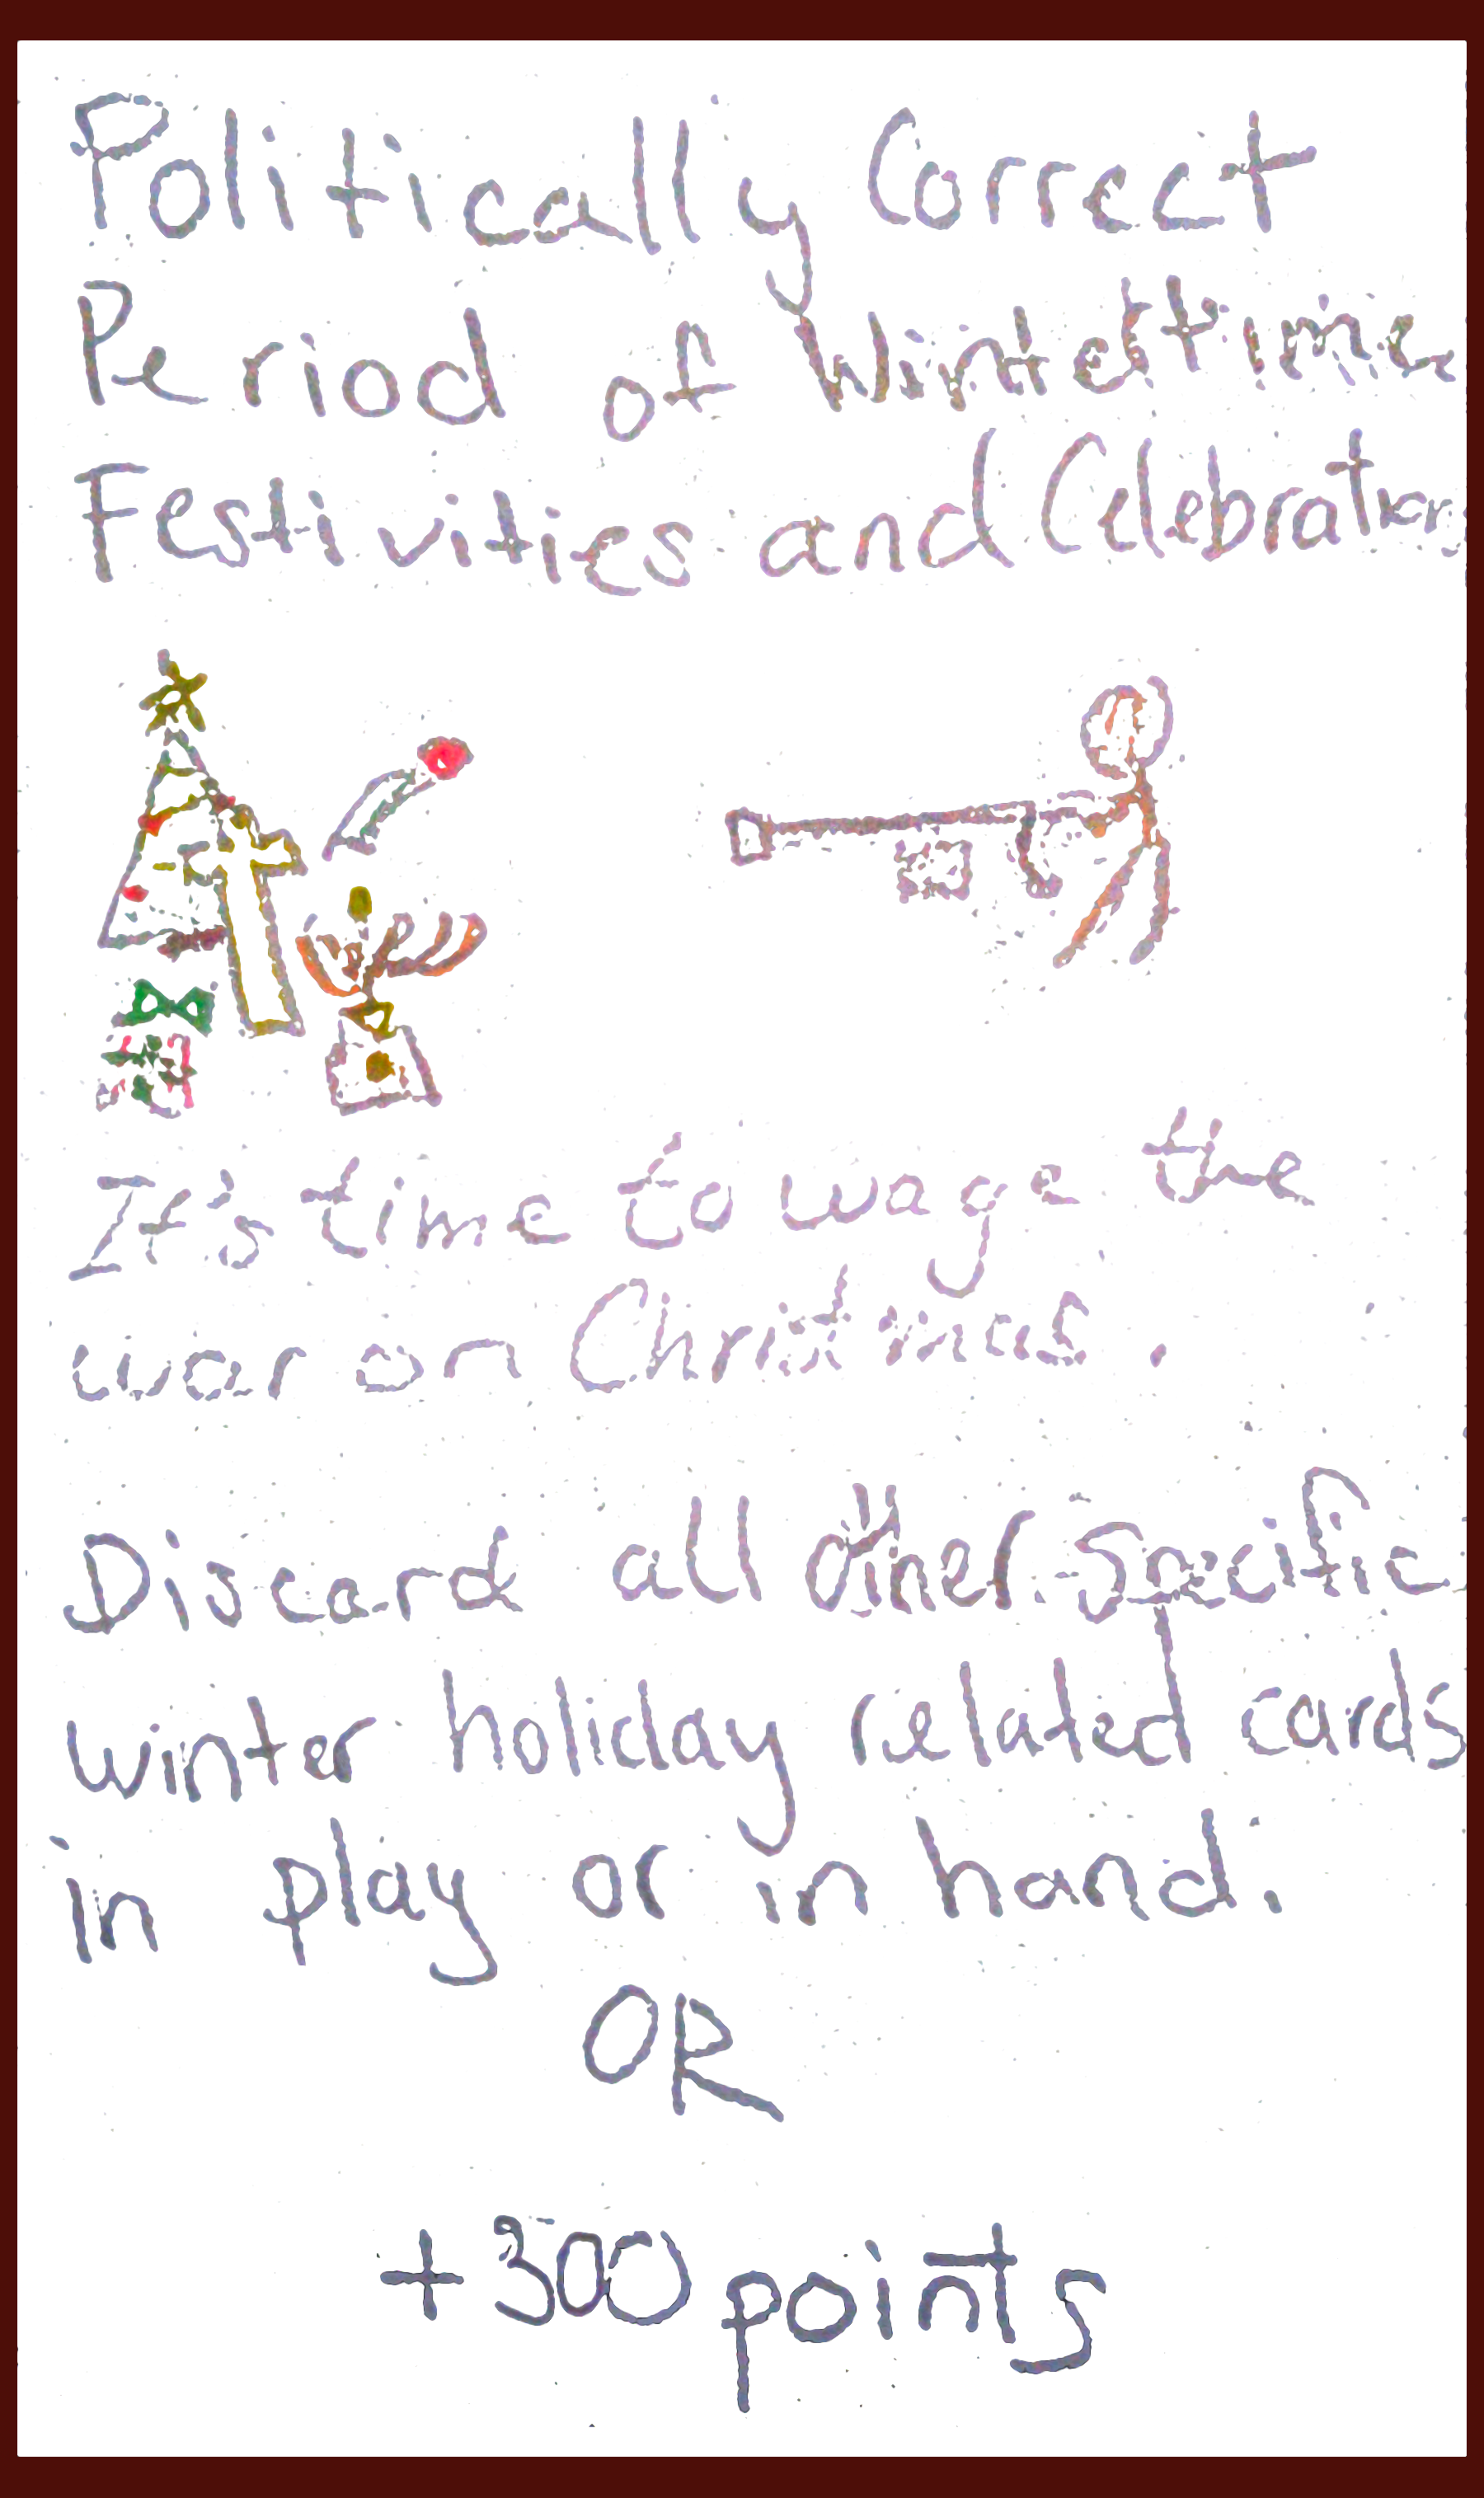 Politically Correct
Period of Wintertime
Festivities and Celebration
It's time to wage the
war on Christmas.
Discard all other specific
winter holiday related cards
in play or in hand.
OR
+300 points